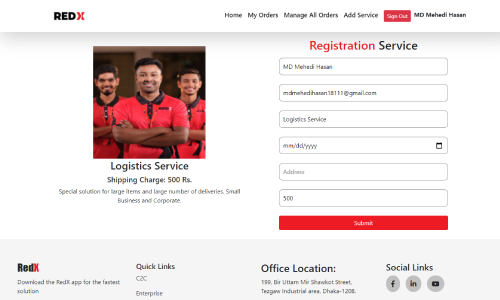 REDX
Home My Orders Manage All Orders Add Service Sign Out MD Mehedi Hasan
Registration Service
MD Mehedi Hasan
mdmehedihasan18111@gmail.com
Logistics Service
mm/dd/yyyy
Address
500
Submit
Logistics Service
Shipping Charge: 500 Rs.
Special solution for large items and large number of deliveries. Small
Business and Corporate.
RedX
Download the RedX app for the fastest
solution
Quick Links
C2C
Enterprise
Office Location:
199, Bir Uttam Mir Shawkot Street,
Tezgaw Industrial area, Dhaka-1208.
Social Links